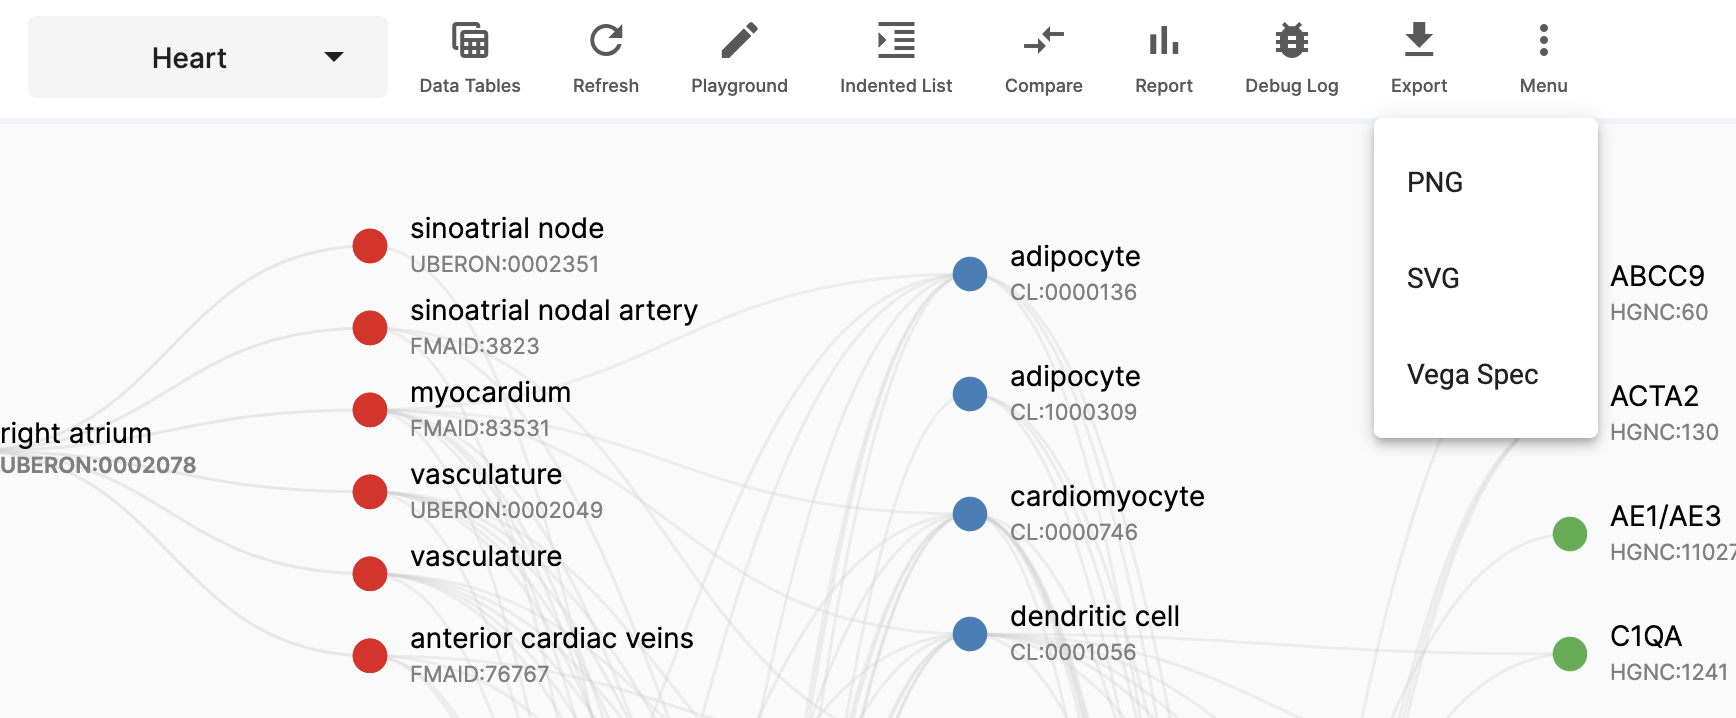 Heart
Data Tables
Refresh
Playground
Indented List
Compare
Report
Debug Log
Export
Menu
PNG
SVG
Vega Spec
right atrium
UBERON:0002078
sinoatrial node
UBERON:0002351
sinoatrial nodal artery
FMAID:3823
myocardium
FMAID:83531
vasculature
UBERON:0002049
vasculature
anterior cardiac veins
FMAID:76767
adipocyte
CL:0000136
adipocyte
CL:1000309
cardiomyocyte
CL:0000746
dendritic cell
CL:0001056
ABCC9
HGNC:60
ACTA2
HGNC:130
AE1/AE3
HGNC:11027
C1QA
HGNC:1241